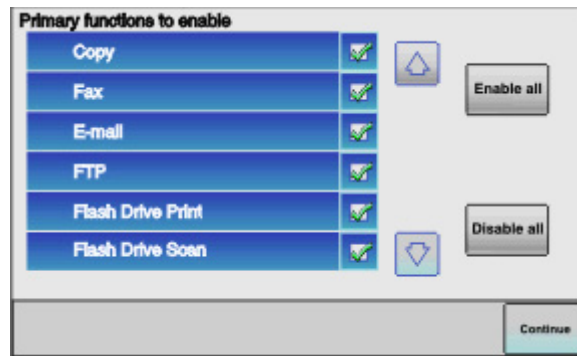 Primary functions to enable
Copy
Fax
E-mail
FTP
Flash Drive Print
Flash Drive Scan
Enable all
Disable all
Continue